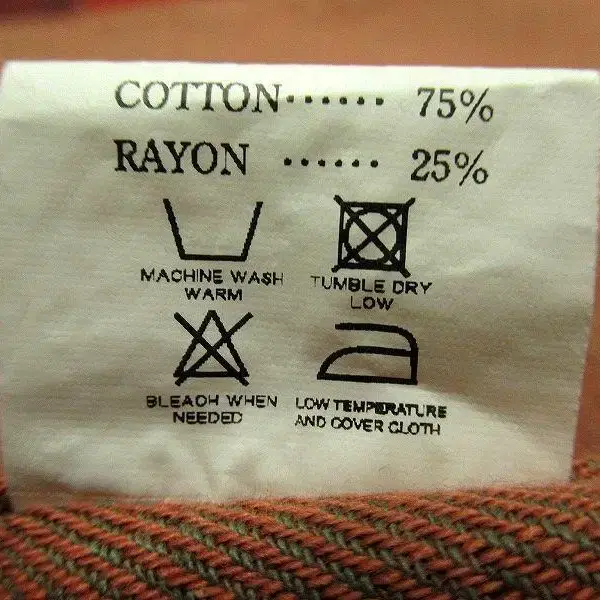 COTTON...... 75%
RAYON ...... 25%
MACHINE WASH
WARM
TUMBLE DRY
LOW
BLEACH WHEN
NEEDED
LOW TEMPERATURE
AND COVER CLOTH